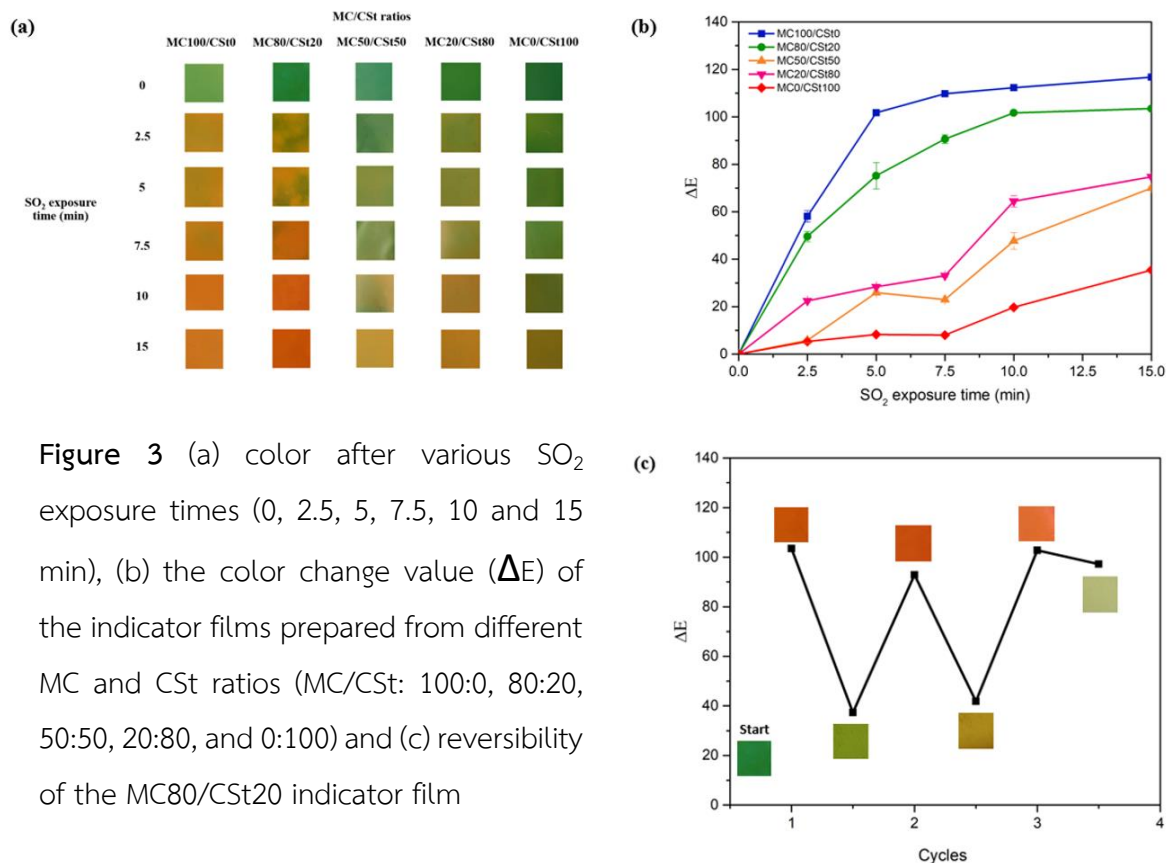 (a)
MC/CSt ratios
MC100/CSt0 MC80/CSt20 MC50/CSt50 MC20/CSt80 MC0/CSt100
0
2.5
5
SO₂ exposure
time (min)
7.5
10
15
(b)
140
120
100
80
60
40
20
0
ΔE
MC100/CSt0
MC80/CSt20
MC50/CSt50
MC20/CSt80
MC0/CSt100
0.0 2.5 5.0 7.5 10.0 12.5 15.0
SO₂ exposure time (min)
Figure 3 (a) color after various SO₂
exposure times (0, 2.5, 5, 7.5, 10 and 15
min), (b) the color change value (ΔE) of
the indicator films prepared from different
MC and CSt ratios (MC/CSt: 100:0, 80:20,
50:50, 20:80, and 0:100) and (c) reversibility
of the MC80/CSt20 indicator film
(c)
140
120
100
80
60
40
20
0
ΔE
Start
1 2 3 4
Cycles